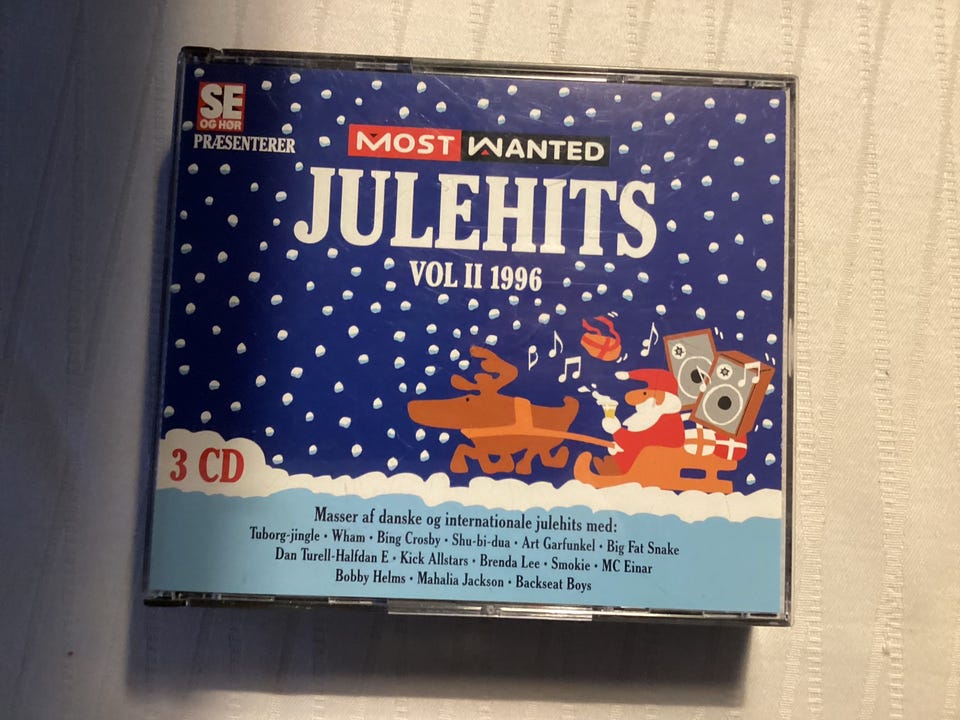 SE
OG HØR
PRÆSENTERER
MOST WANTED
JULEHITS
VOL II 1996
3 CD
Masser af danske og internationale julehits med:
Tuborg-jingle • Wham • Bing Crosby • Shu-bi-dua • Art Garfunkel • Big Fat Snake
Dan Turell-Halfdan E • Kick Allstars • Brenda Lee • Smokie • MC Einar
Bobby Helms • Mahalia Jackson • Backseat Boys